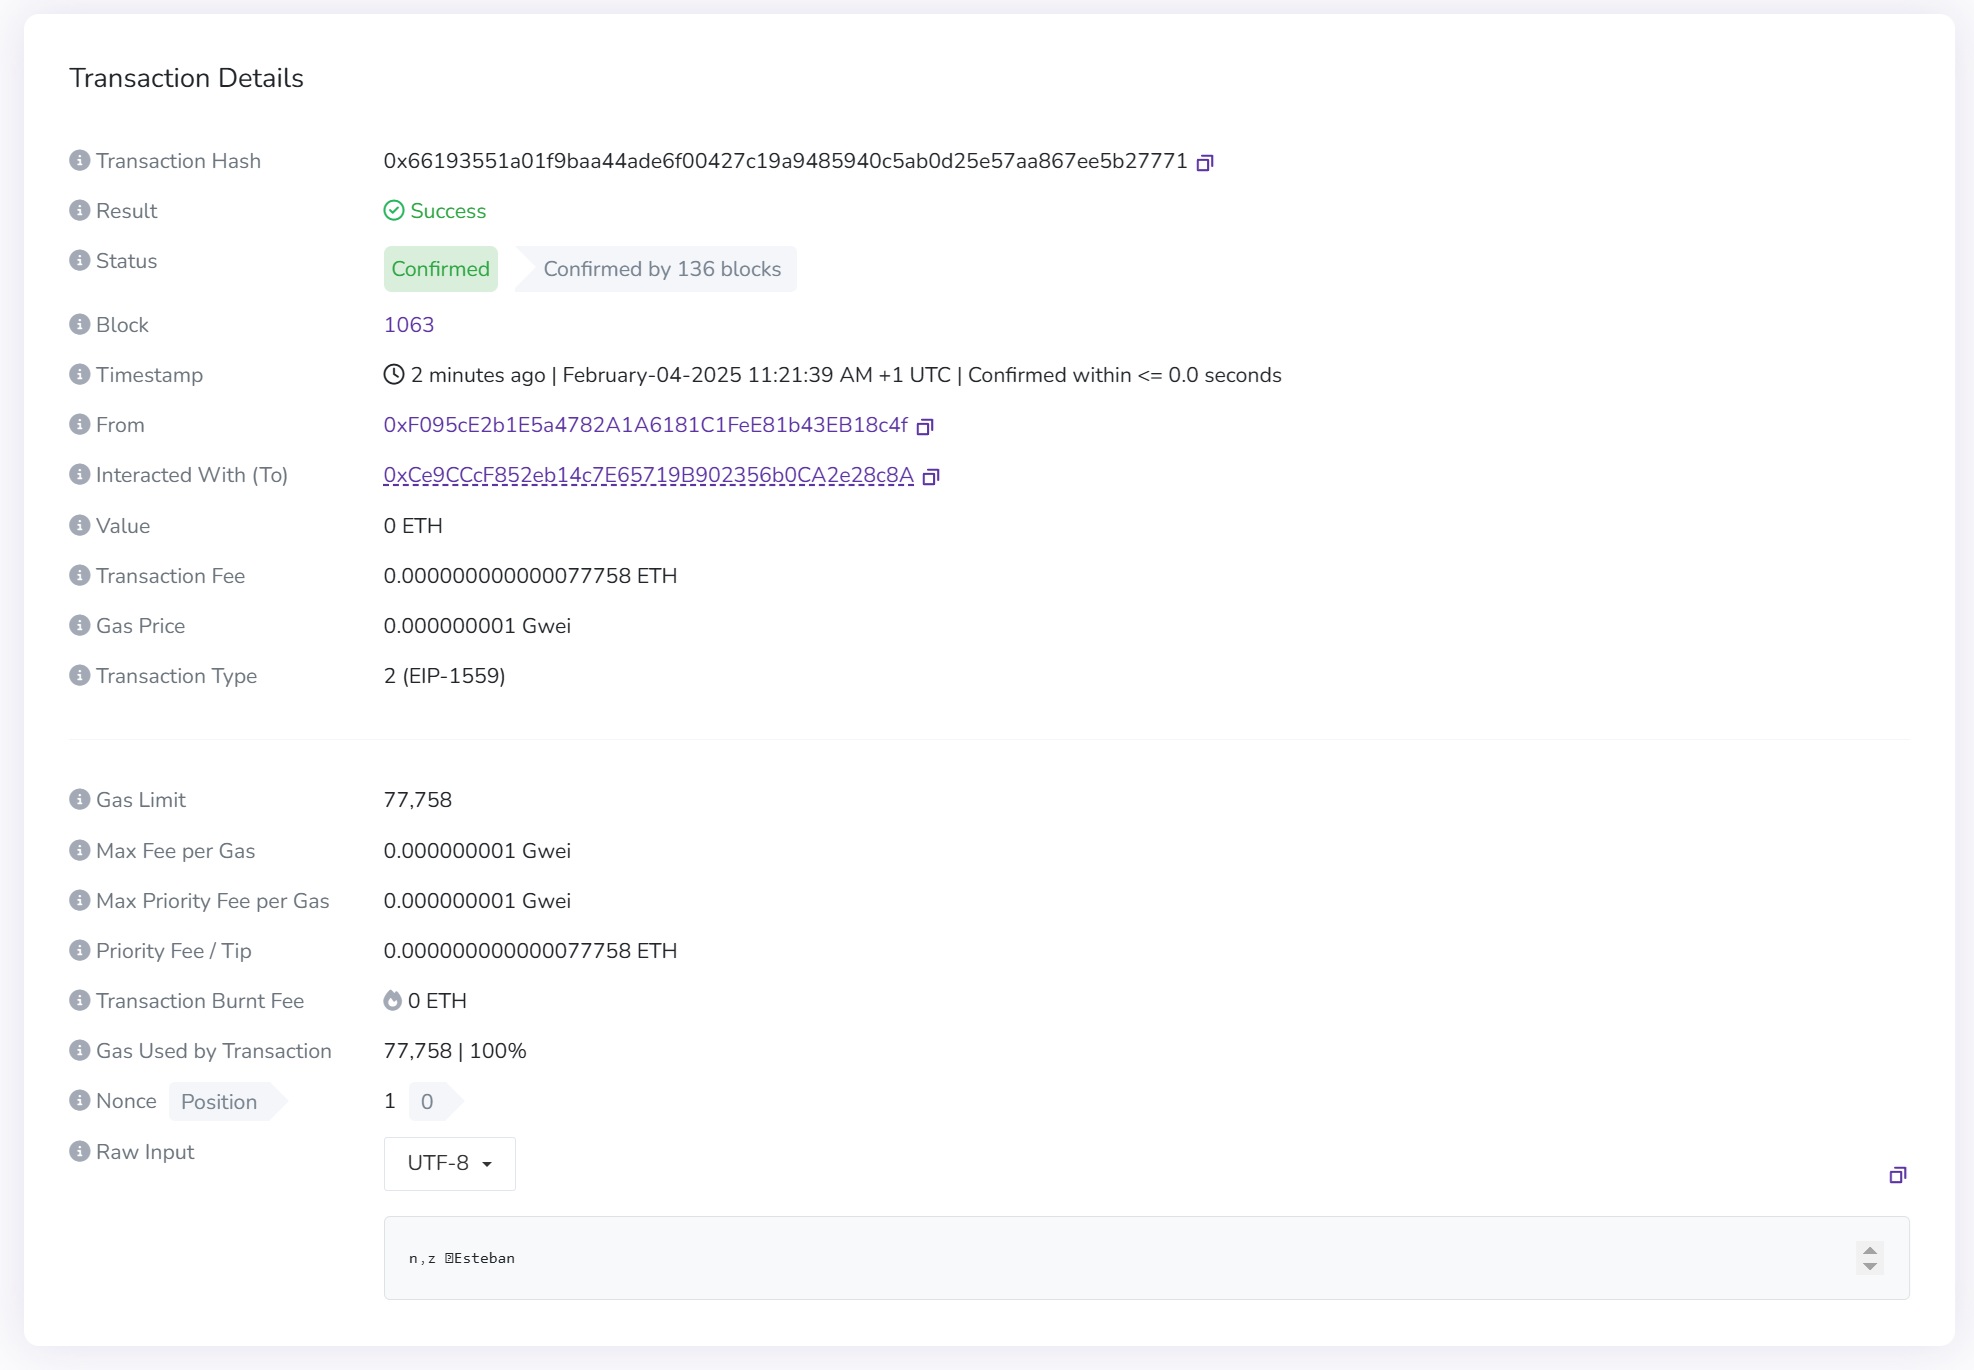 Transaction Details
Transaction Hash 0x66193551a01f9baa44ade6f00427c19a9485940c5ab0d25e57aa867ee5b27771
Result Success
Status Confirmed Confirmed by 136 blocks
Block 1063
Timestamp 2 minutes ago | February-04-2025 11:21:39 AM +1 UTC | Confirmed within <= 0.0 seconds
From 0xF095cE2b1E5a4782A1A6181C1FeE81b43EB18c4f
Interacted With (To) 0xCe9CCcF852eb14c7E65719B902356b0CA2e28c8A
Value 0 ETH
Transaction Fee 0.000000000000077758 ETH
Gas Price 0.000000001 Gwei
Transaction Type 2 (EIP-1559)
Gas Limit 77,758
Max Fee per Gas 0.000000001 Gwei
Max Priority Fee per Gas 0.000000001 Gwei
Priority Fee / Tip 0.000000000000077758 ETH
Transaction Burnt Fee 0 ETH
Gas Used by Transaction 77,758 | 100%
Nonce Position 1 0
Raw Input UTF-8
n,z Esteban